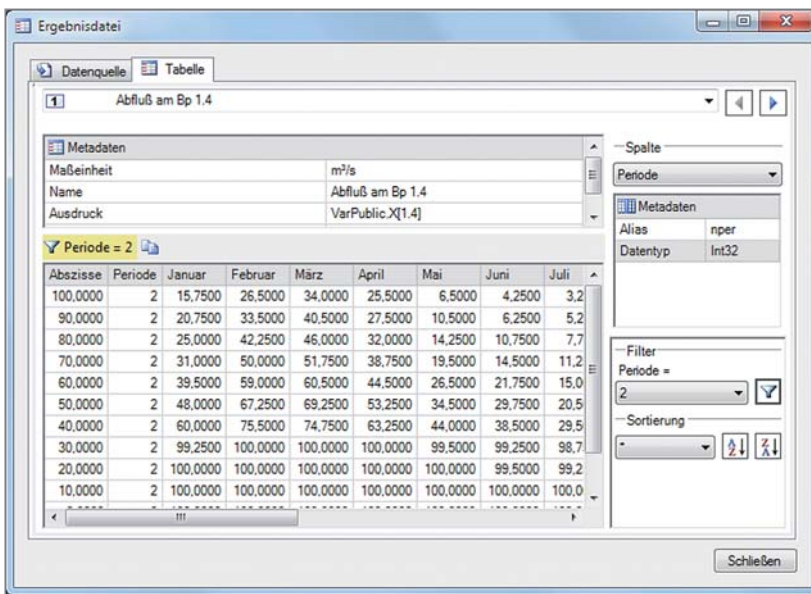 Ergebnisdatei
Datenquelle Tabelle
1 Abfluß am Bp 1.4
Metadaten
Maßeinheit m³/s
Name Abfluß am Bp 1.4
Ausdruck VarPublic.X[1.4]
Periode = 2
Abszisse Periode Januar Februar März April Mai Juni Juli
100,0000 2 15,7500 26,5000 34,0000 25,5000 6,5000 4,2500 3,2
90,0000 2 20,7500 33,5000 40,5000 27,5000 10,5000 6,2500 5,2
80,0000 2 25,0000 42,2500 46,0000 32,0000 14,2500 10,7500 7,7
70,0000 2 31,0000 50,0000 51,7500 38,7500 19,5000 14,5000 11,2
60,0000 2 39,5000 59,0000 60,5000 44,5000 26,5000 21,7500 15,0
50,0000 2 48,0000 67,2500 69,2500 53,2500 34,5000 29,7500 20,5
40,0000 2 60,0000 75,5000 74,7500 63,2500 44,0000 38,5000 29,5
30,0000 2 99,2500 100,0000 100,0000 100,0000 99,5000 99,2500 98,7
20,0000 2 100,0000 100,0000 100,0000 100,0000 100,0000 99,5000 99,2
10,0000 2 100,0000 100,0000 100,0000 100,0000 100,0000 100,0000 100,0
Spalte
Periode
Metadaten
Alias nper
Datentyp Int32
Filter
Periode =
2
Sortierung
-
Schließen